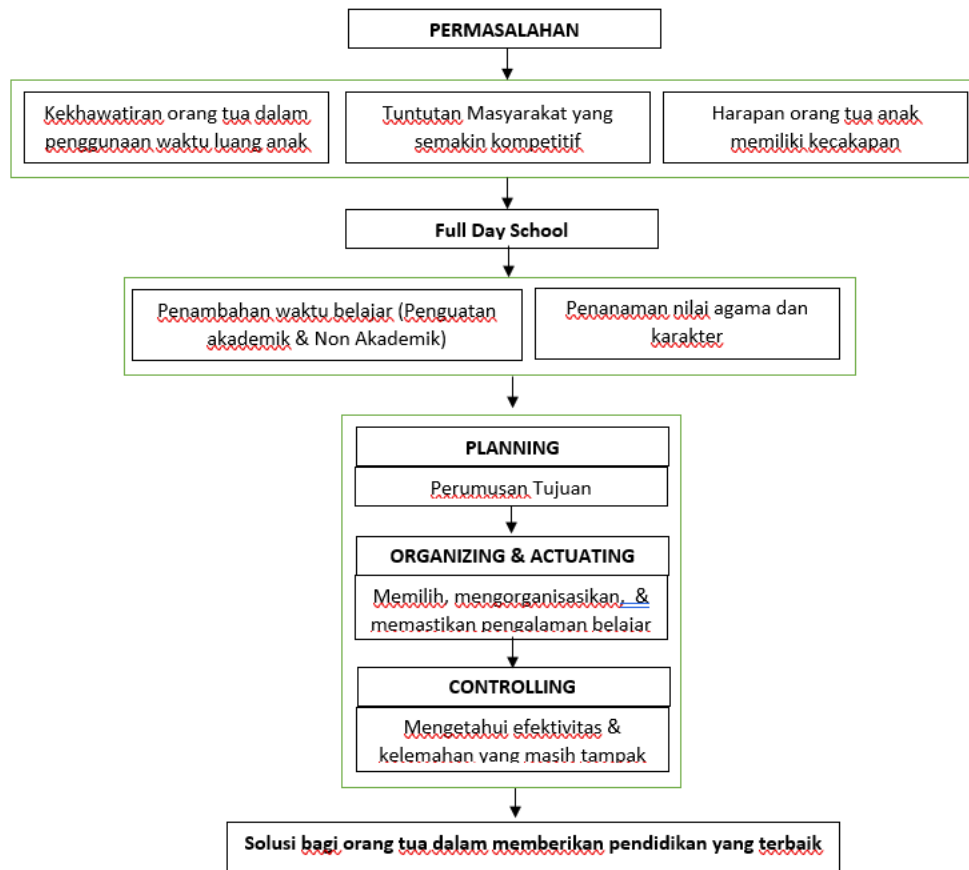 PERMASALAHAN
Kekhawatiran orang tua dalam
penggunaan waktu luang anak
Tuntutan Masyarakat yang
semakin kompetitif
Harapan orang tua anak
memiliki kecakapan
Full Day School
Penambahan waktu belajar (Penguatan
akademik & Non Akademik)
Penanaman nilai agama dan
karakter
PLANNING
Perumusan Tujuan
ORGANIZING & ACTUATING
Memilih, mengorganisasikan, &
memastikan pengalaman belajar
CONTROLLING
Mengetahui efektivitas &
kelemahan yang masih tampak
Solusi bagi orang tua dalam memberikan pendidikan yang terbaik